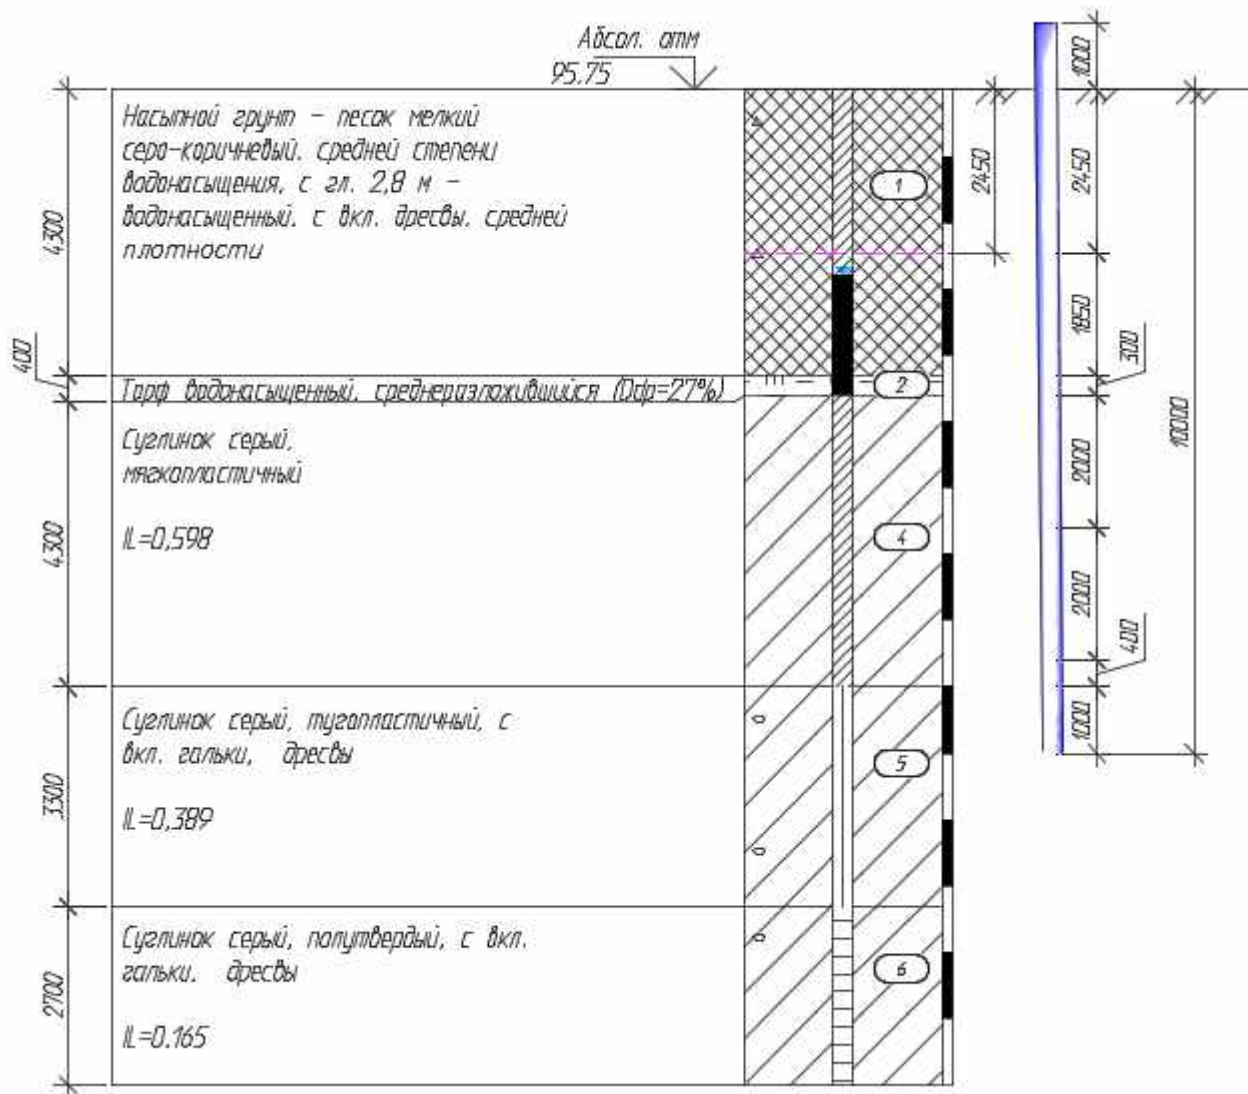 Абсол. отм
95.75
Насыпной грунт - песок мелкий
серо-коричневый. средней степени
водонасыщения, с гл. 2,8 м -
водонасыщенный. с вкл. дресвы. средней
плотности
Торф водонасыщенный. среднеразложившийся (Ddp=27%)
Суглинок серый,
мягкопластичный
IL=0,598
Суглинок серый, тугопластичный, с
вкл. гальки, дресвы
IL=0,389
Суглинок серый, полутвердый, с вкл.
гальки. дресвы
IL=0.165
4300
400
4300
3300
2700
1
2
4
5
6
2450
1000
2450
1850
300
2000
2000
400
1000
10000